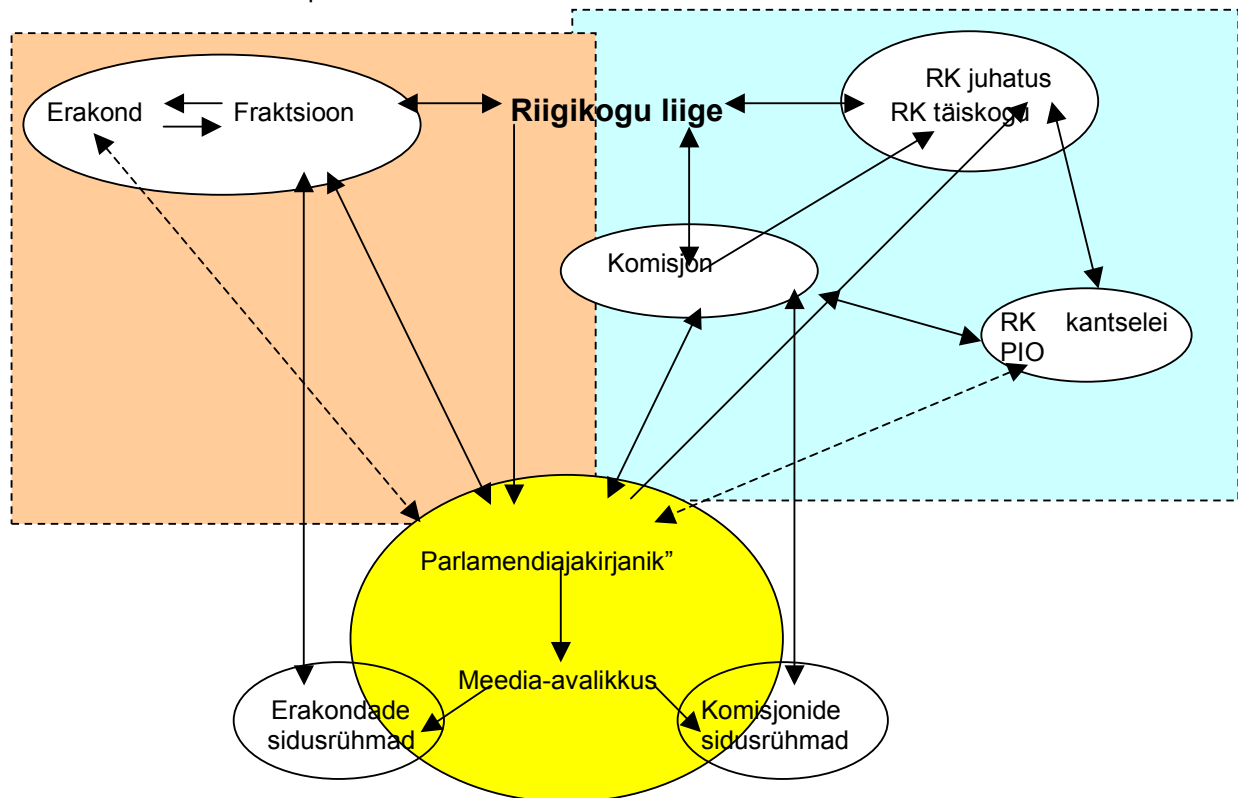 Erakond
Fraktsioon
Riigikogu liige
RK juhatus
RK täiskogu
Komisjon
RK kantselei
PIO
Parlamendiajakirjanik”
Meedia-avalikkus
Erakondade
sidusrühmad
Komisjonide
sidusrühmad